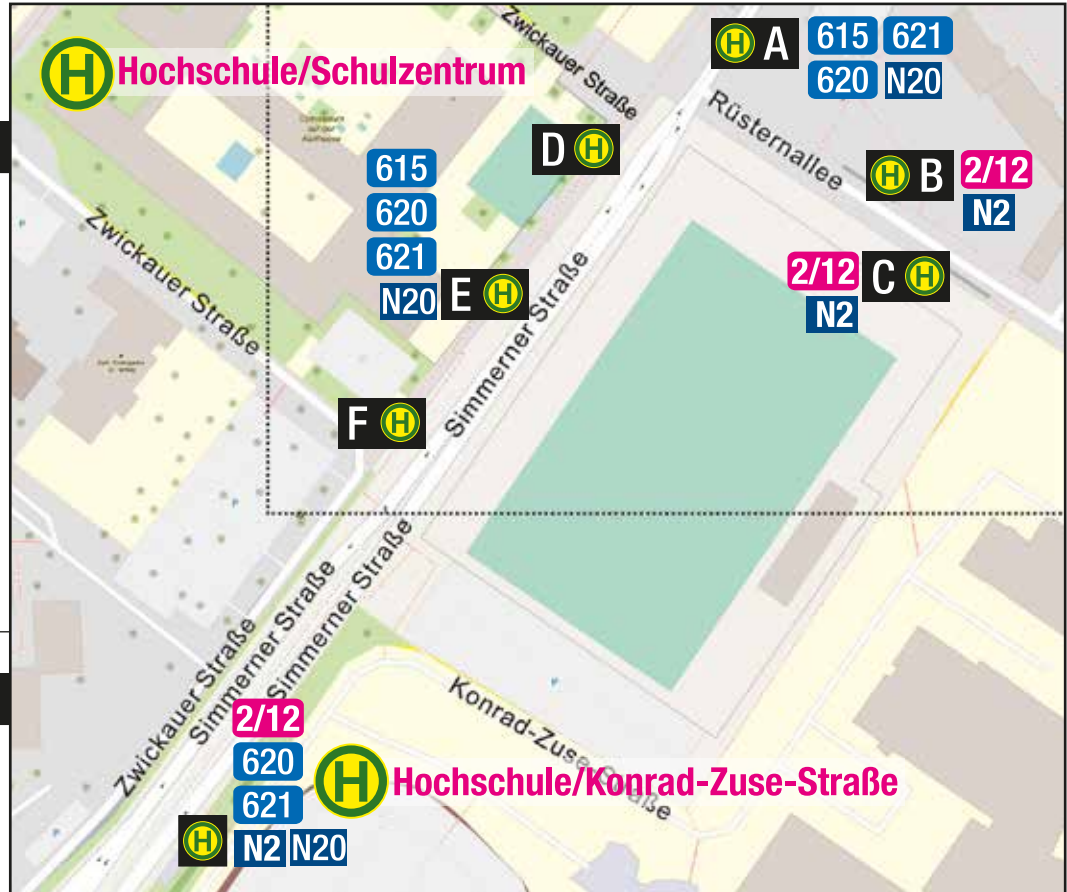 H Hochschule/Schulzentrum
Zwickauer Straße
H A 615 621
620 N20
Rüsternallee
D H
H B 2/12
N2
615
620
621
N20 E H
2/12 C H
N2
Zwickauer Straße
Simmerner Straße
F H
P
P
Simmerner Straße
Simmerner Straße
Zwickauer Straße
Konrad-Zuse-Straße
2/12
620
621
H N2 N20
H Hochschule/Konrad-Zuse-Straße